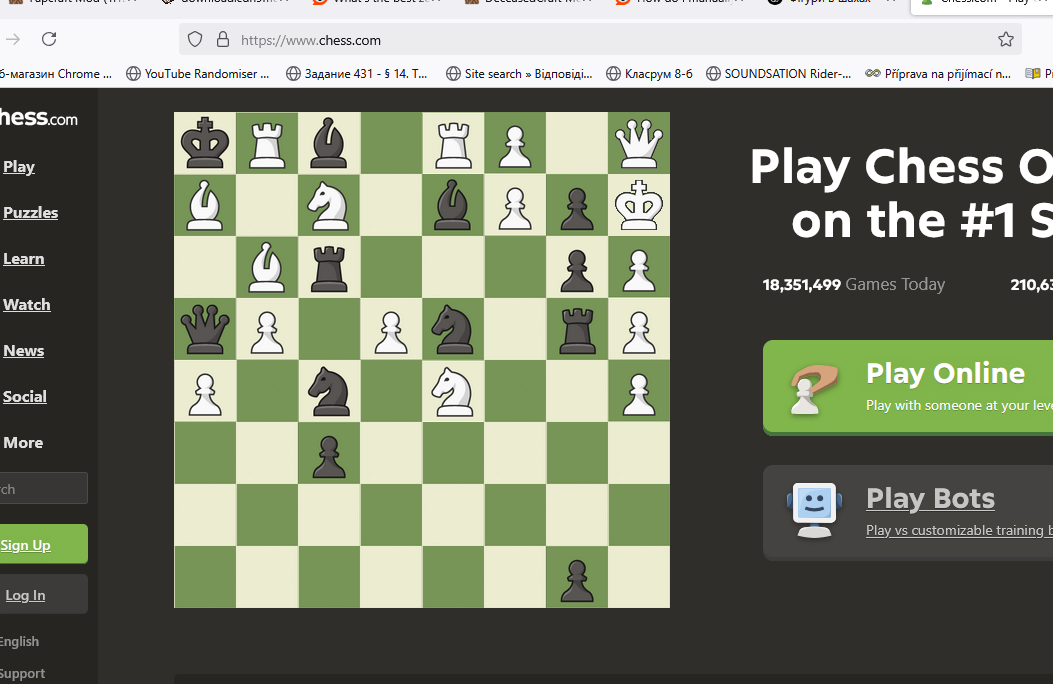 https://www.chess.com
YouTube Randomiser ...
Задание 431 - § 14. Т...
Site search » Відповіді...
Класрум 8-б
SOUNDSATION Rider-...
Příprava na přijímací n...
б-магазин Chrome ...
hess.com
Play
Puzzles
Learn
Watch
News
Social
More
rch
Sign Up
Log In
English
Support
Play Chess O
on the #1 S
18,351,499 Games Today
210,63
Play Online
Play with someone at your leve
Play Bots
Play vs customizable training b